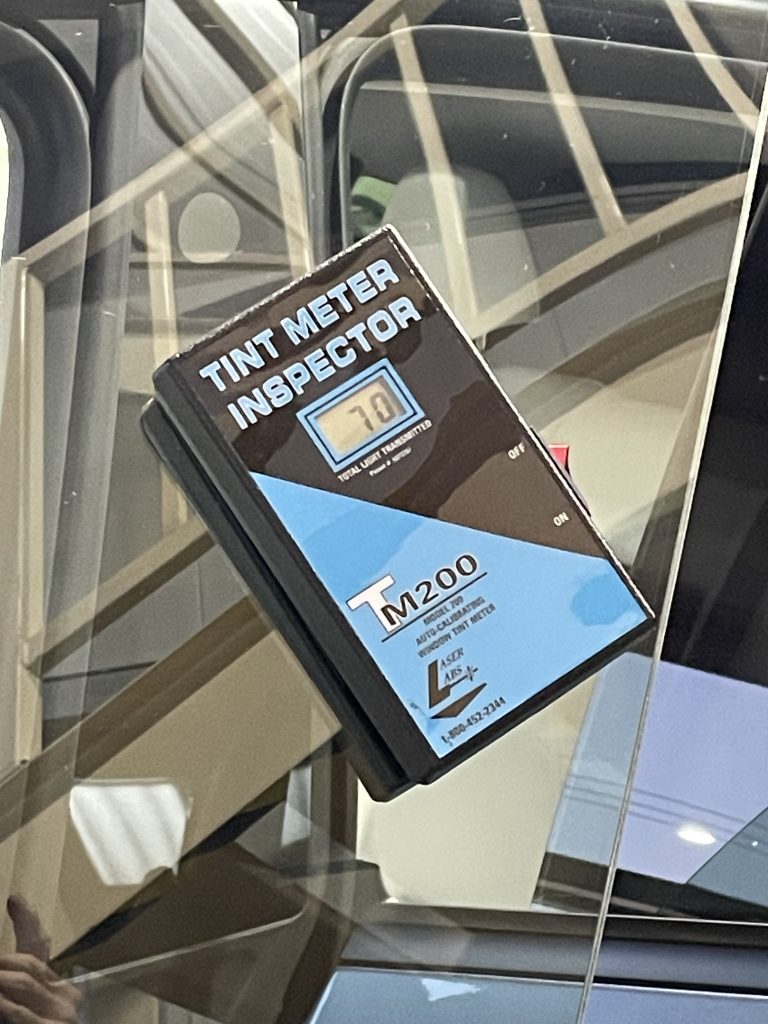 TINT METER
INSPECTOR
70
TOTAL LIGHT TRANSMITTED
OFF
ON
TM200
MODEL 200
AUTO-CALIBRATING
WINDOW TINT METER
LASER
LABS
1-800-452-2344